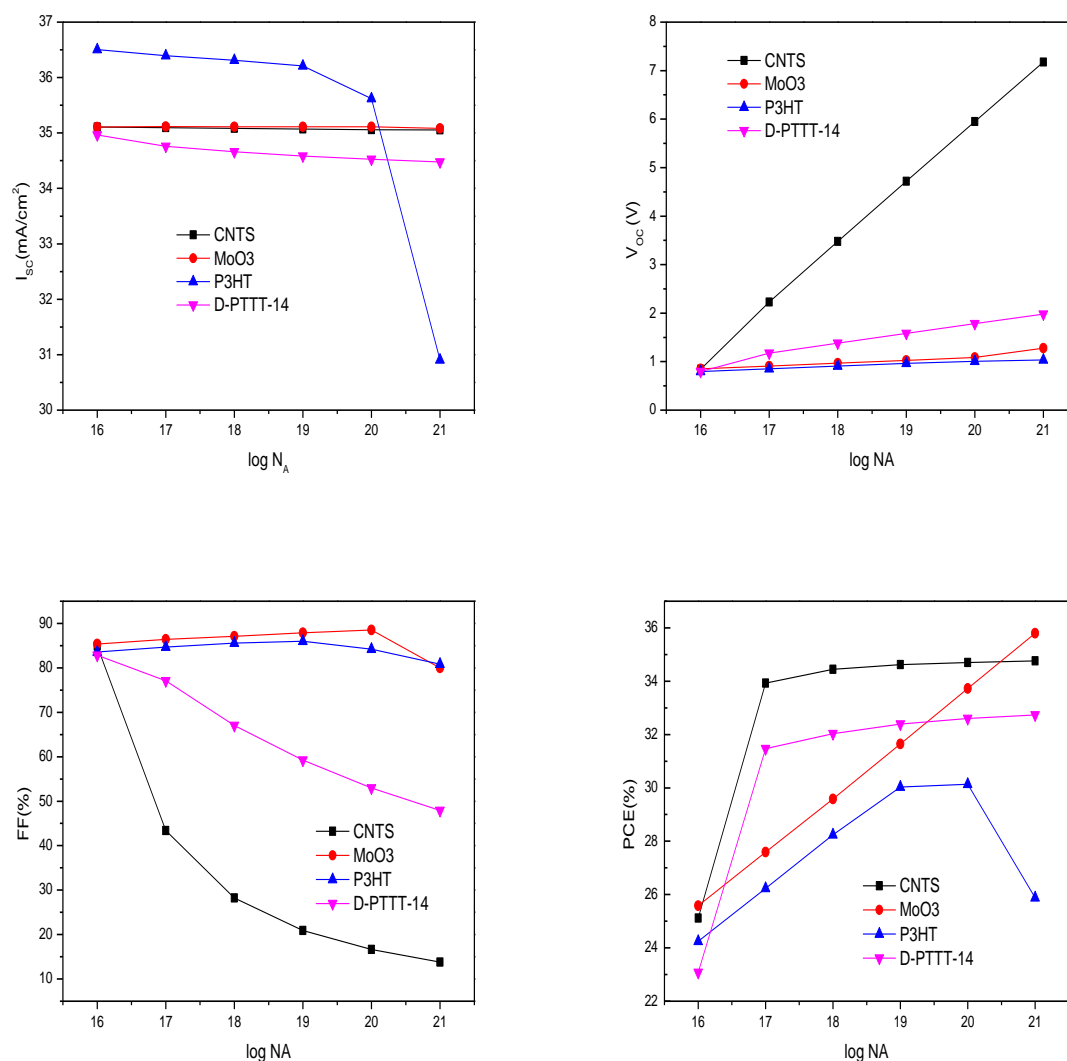 37
36
35
34
33
32
31
30
I_SC(mA/cm²)
CNTS
MoO3
P3HT
D-PTTT-14
16 17 18 19 20 21
log N_A
8
7
6
5
4
3
2
1
0
V_OC (V)
CNTS
MoO3
P3HT
D-PTTT-14
16 17 18 19 20 21
log NA
90
80
70
60
50
40
30
20
10
FF(%)
CNTS
MoO3
P3HT
D-PTTT-14
16 17 18 19 20 21
log NA
36
34
32
30
28
26
24
22
PCE(%)
CNTS
MoO3
P3HT
D-PTTT-14
16 17 18 19 20 21
log NA